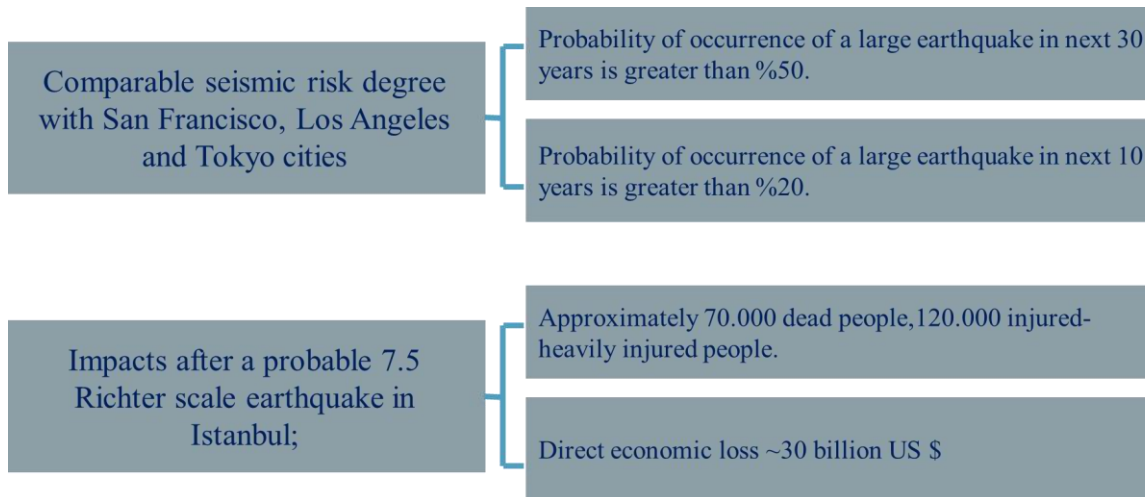 Comparable seismic risk degree
with San Francisco, Los Angeles
and Tokyo cities
Probability of occurrence of a large earthquake in next 30
years is greater than %50.
Probability of occurrence of a large earthquake in next 10
years is greater than %20.
Impacts after a probable 7.5
Richter scale earthquake in
Istanbul;
Approximately 70.000 dead people,120.000 injured-
heavily injured people.
Direct economic loss ~30 billion US $